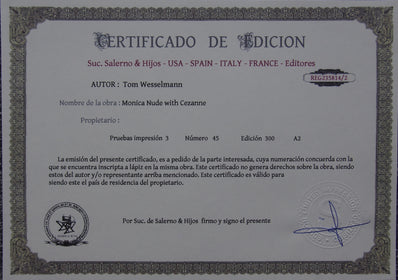 CERTIFICADO DE EDICION
Suc. Salerno & Hijos - USA - SPAIN - ITALY - FRANCE - Editores
REG235814/2
AUTOR : Tom Wesselmann
Nombre de la obra : Monica Nude with Cezanne
Propietario :
Pruebas impresión 3 Número 45 Edición 300 A2
La emisión del presente certificado, es a pedido de la parte interesada, cuya numeración concuerda con la
que se encuentra inscripta a lápiz en la misma obra. Este certificado no genera derechos sobre la obra, siendo
estos del autor y/o representante arriba mencionado. Este certificado es válido para
siendo este el país de residencia del propietario.
Por Suc. de Salerno & Hijos firmo y signo el presente